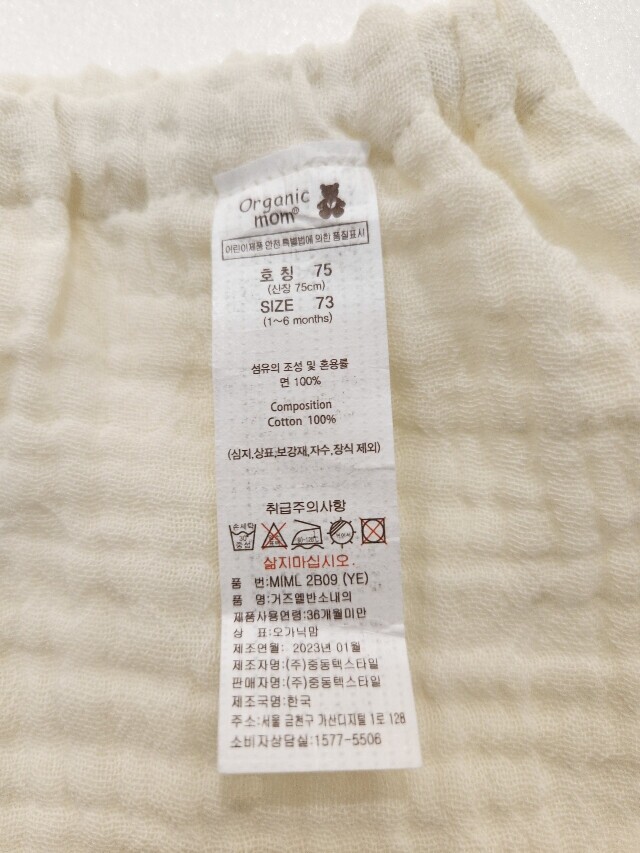 Organic
mom®
어린이제품 안전 특별법에 의한 품질표시
호 칭 75
(신장 75cm)
SIZE 73
(1~6 months)
섬유의 조성 및 혼용률
면 100%
Composition
Cotton 100%
(심지,상표,보강재,자수,장식 제외)
취급주의사항
손세탁
30
중성
80~120℃
삶지마십시오.
품 번:MIML 2B09 (YE)
품 명:거즈엘반소내의
제품사용연령:36개월미만
상 표:오가닉맘
제조연월: 2023년 01월
제조자명:(주)중동텍스타일
판매자명:(주)중동텍스타일
제조국명:한국
주소:서울 금천구 가산디지털 1로 128
소비자상담실:1577-5506